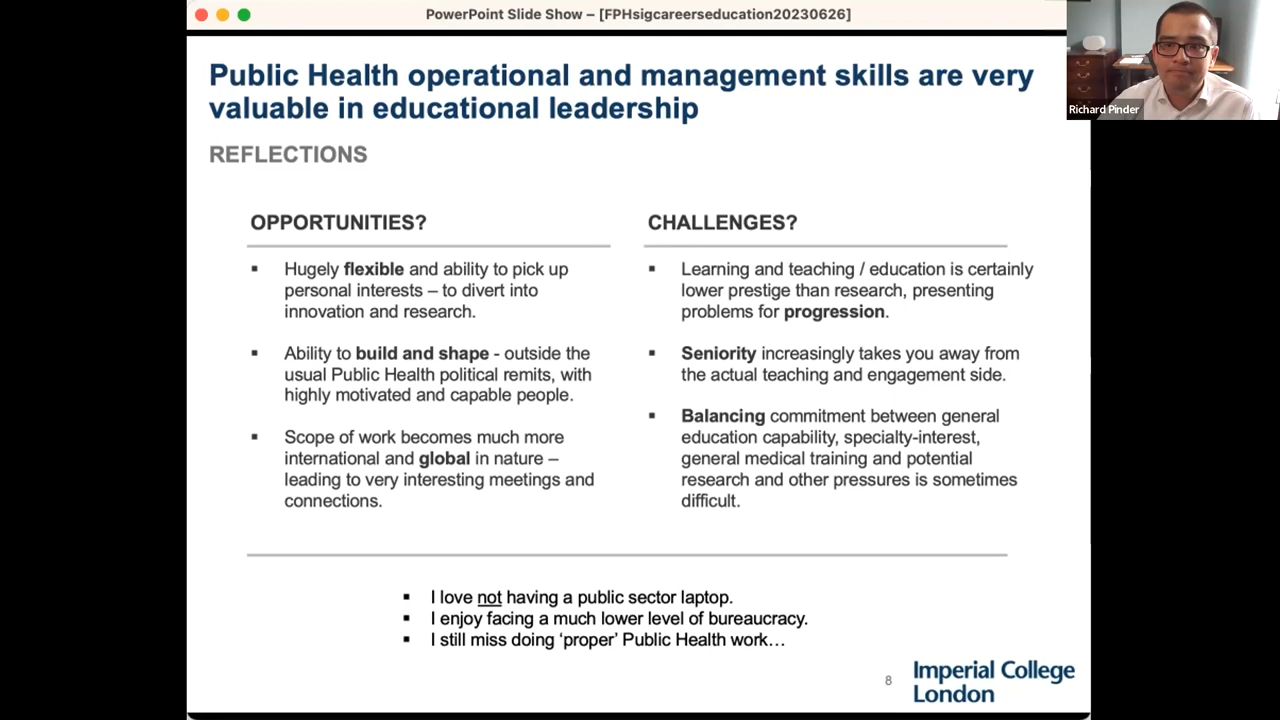 PowerPoint Slide Show – [FPHsigcareerseducation20230626]
Richard Pinder
Public Health operational and management skills are very
valuable in educational leadership
REFLECTIONS
OPPORTUNITIES?
▪ Hugely flexible and ability to pick up
personal interests – to divert into
innovation and research.
▪ Ability to build and shape - outside the
usual Public Health political remits, with
highly motivated and capable people.
▪ Scope of work becomes much more
international and global in nature –
leading to very interesting meetings and
connections.
CHALLENGES?
▪ Learning and teaching / education is certainly
lower prestige than research, presenting
problems for progression.
▪ Seniority increasingly takes you away from
the actual teaching and engagement side.
▪ Balancing commitment between general
education capability, specialty-interest,
general medical training and potential
research and other pressures is sometimes
difficult.
▪ I love not having a public sector laptop.
▪ I enjoy facing a much lower level of bureaucracy.
▪ I still miss doing ‘proper’ Public Health work…
8
Imperial College
London